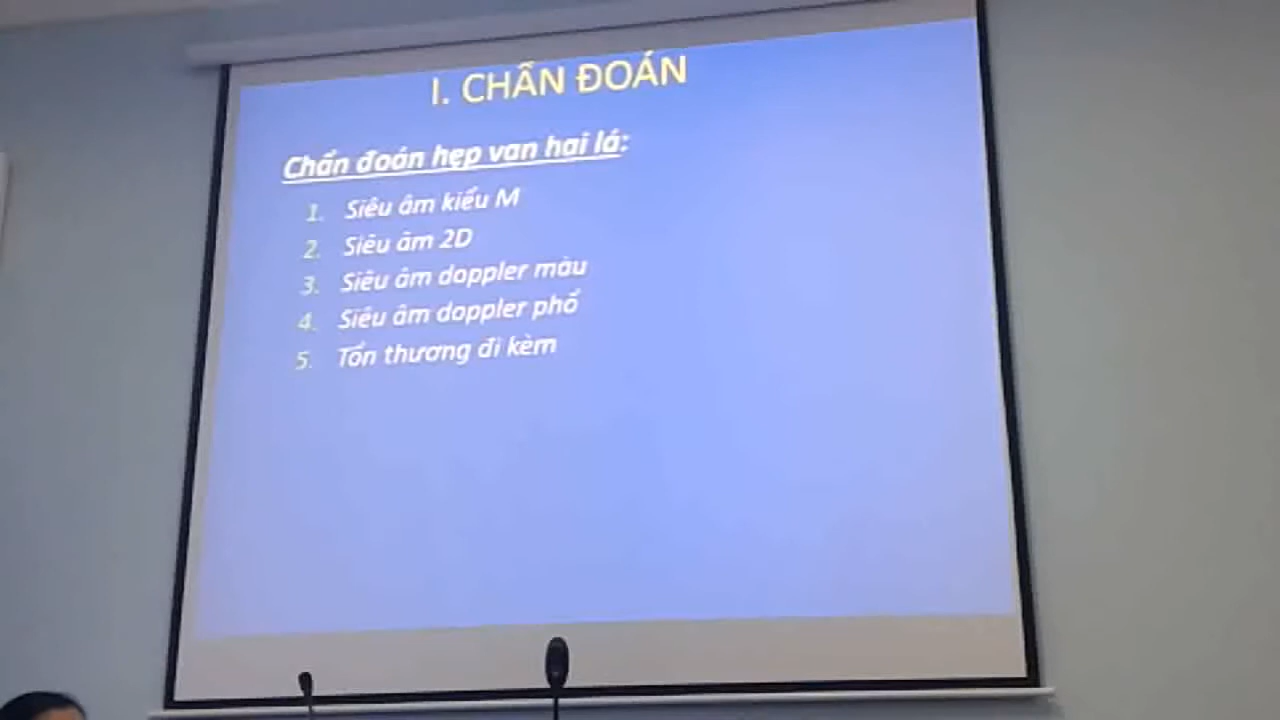 I. CHẨN ĐOÁN
Chẩn đoán hẹp van hai lá:
1. Siêu âm kiểu M
2. Siêu âm 2D
3. Siêu âm doppler màu
4. Siêu âm doppler phổ
5. Tổn thương đi kèm